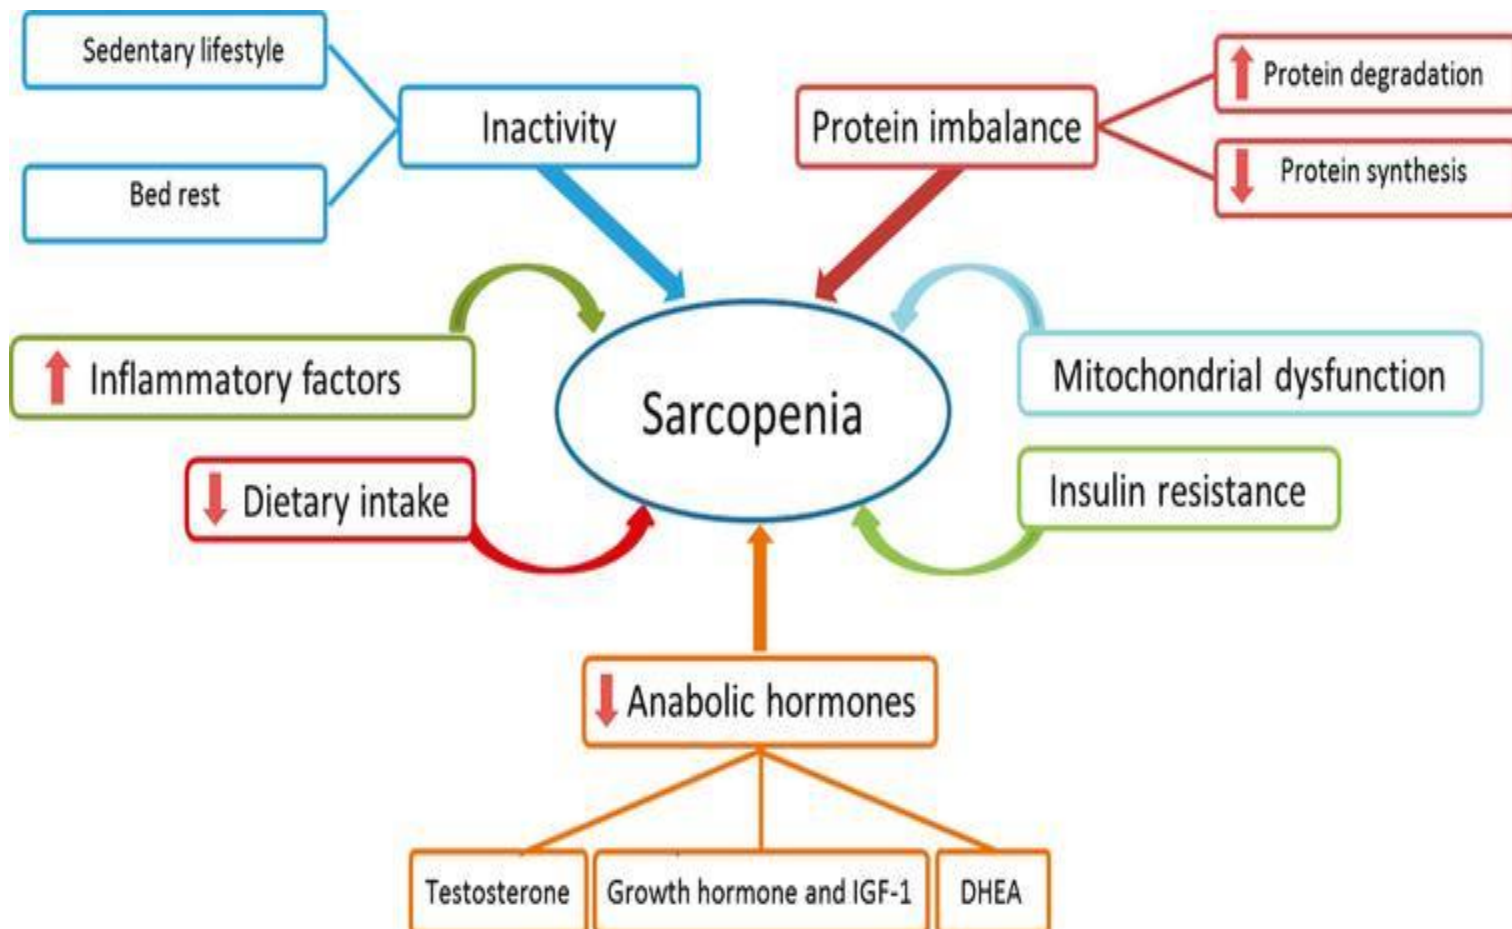 Sedentary lifestyle
Bed rest
Inactivity
Protein imbalance
Protein degradation
Protein synthesis
Inflammatory factors
Dietary intake
Sarcopenia
Mitochondrial dysfunction
Insulin resistance
Anabolic hormones
Testosterone
Growth hormone and IGF-1
DHEA